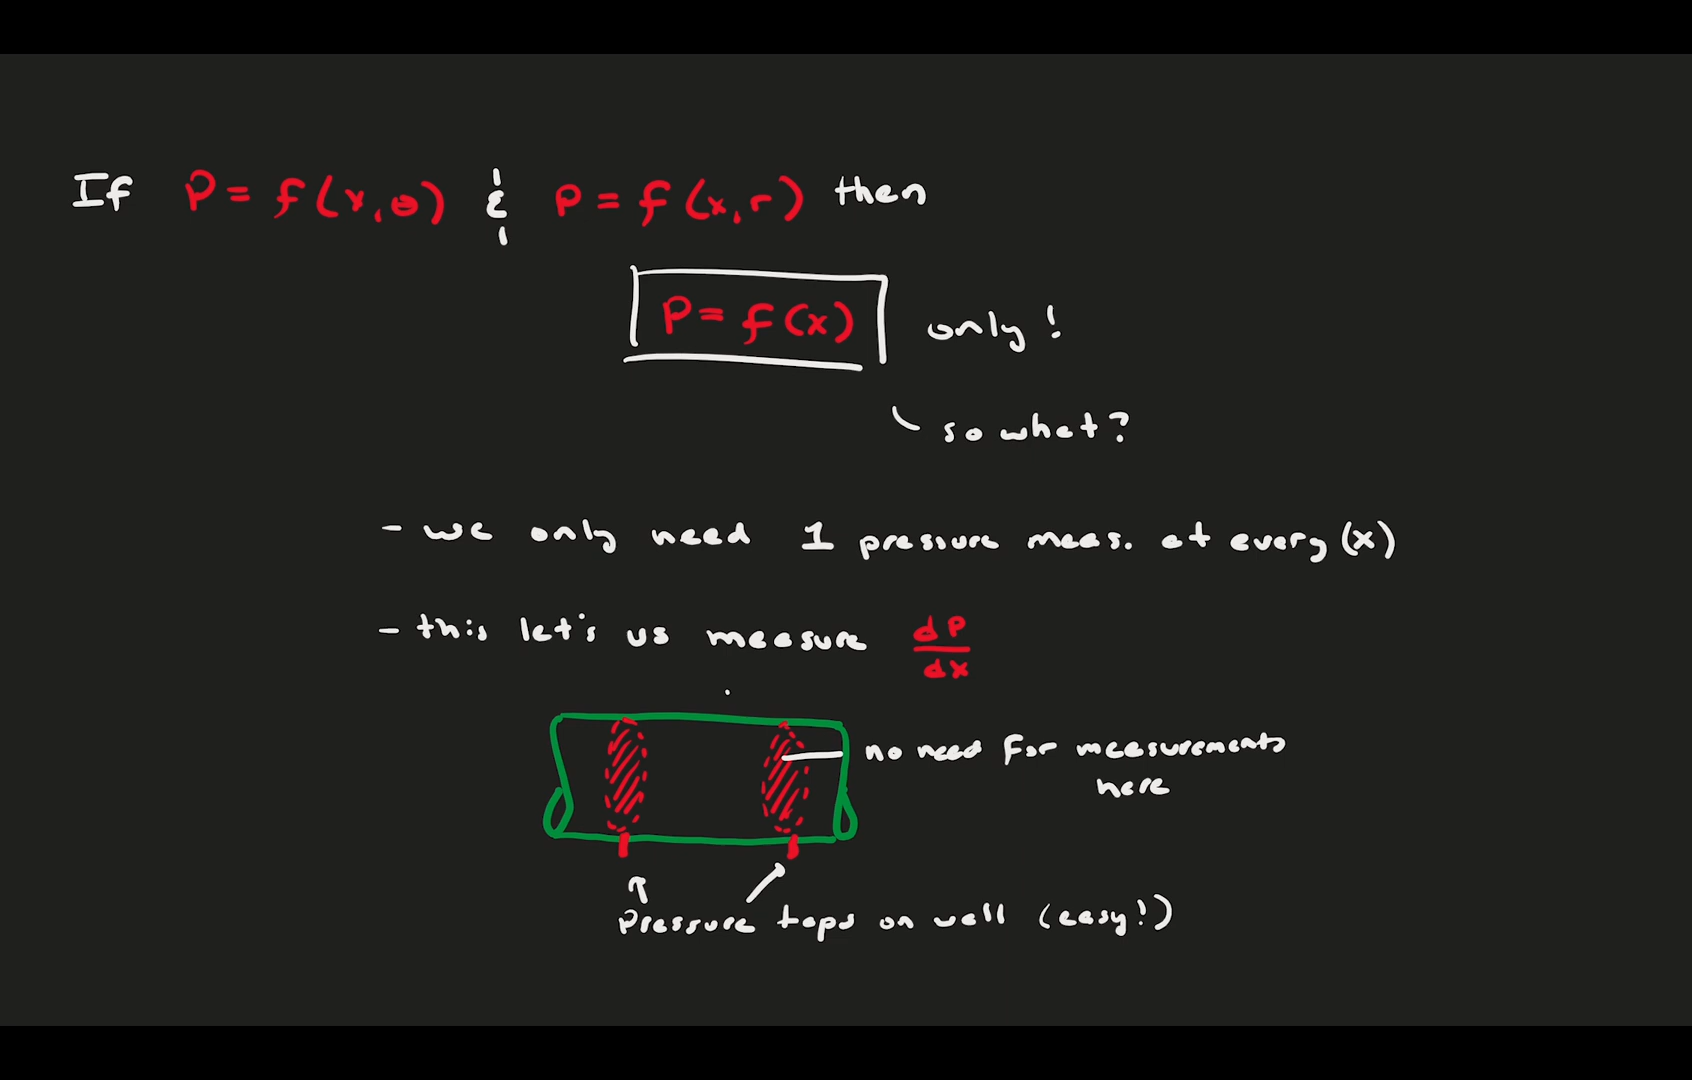 If P = f(x,θ) & P = f(x,r) then
P = f(x) only!
so what?
- we only need 1 pressure meas. at every (x)
- this let's us measure dP/dx
no need for measurements
here
pressure taps on wall (easy!)